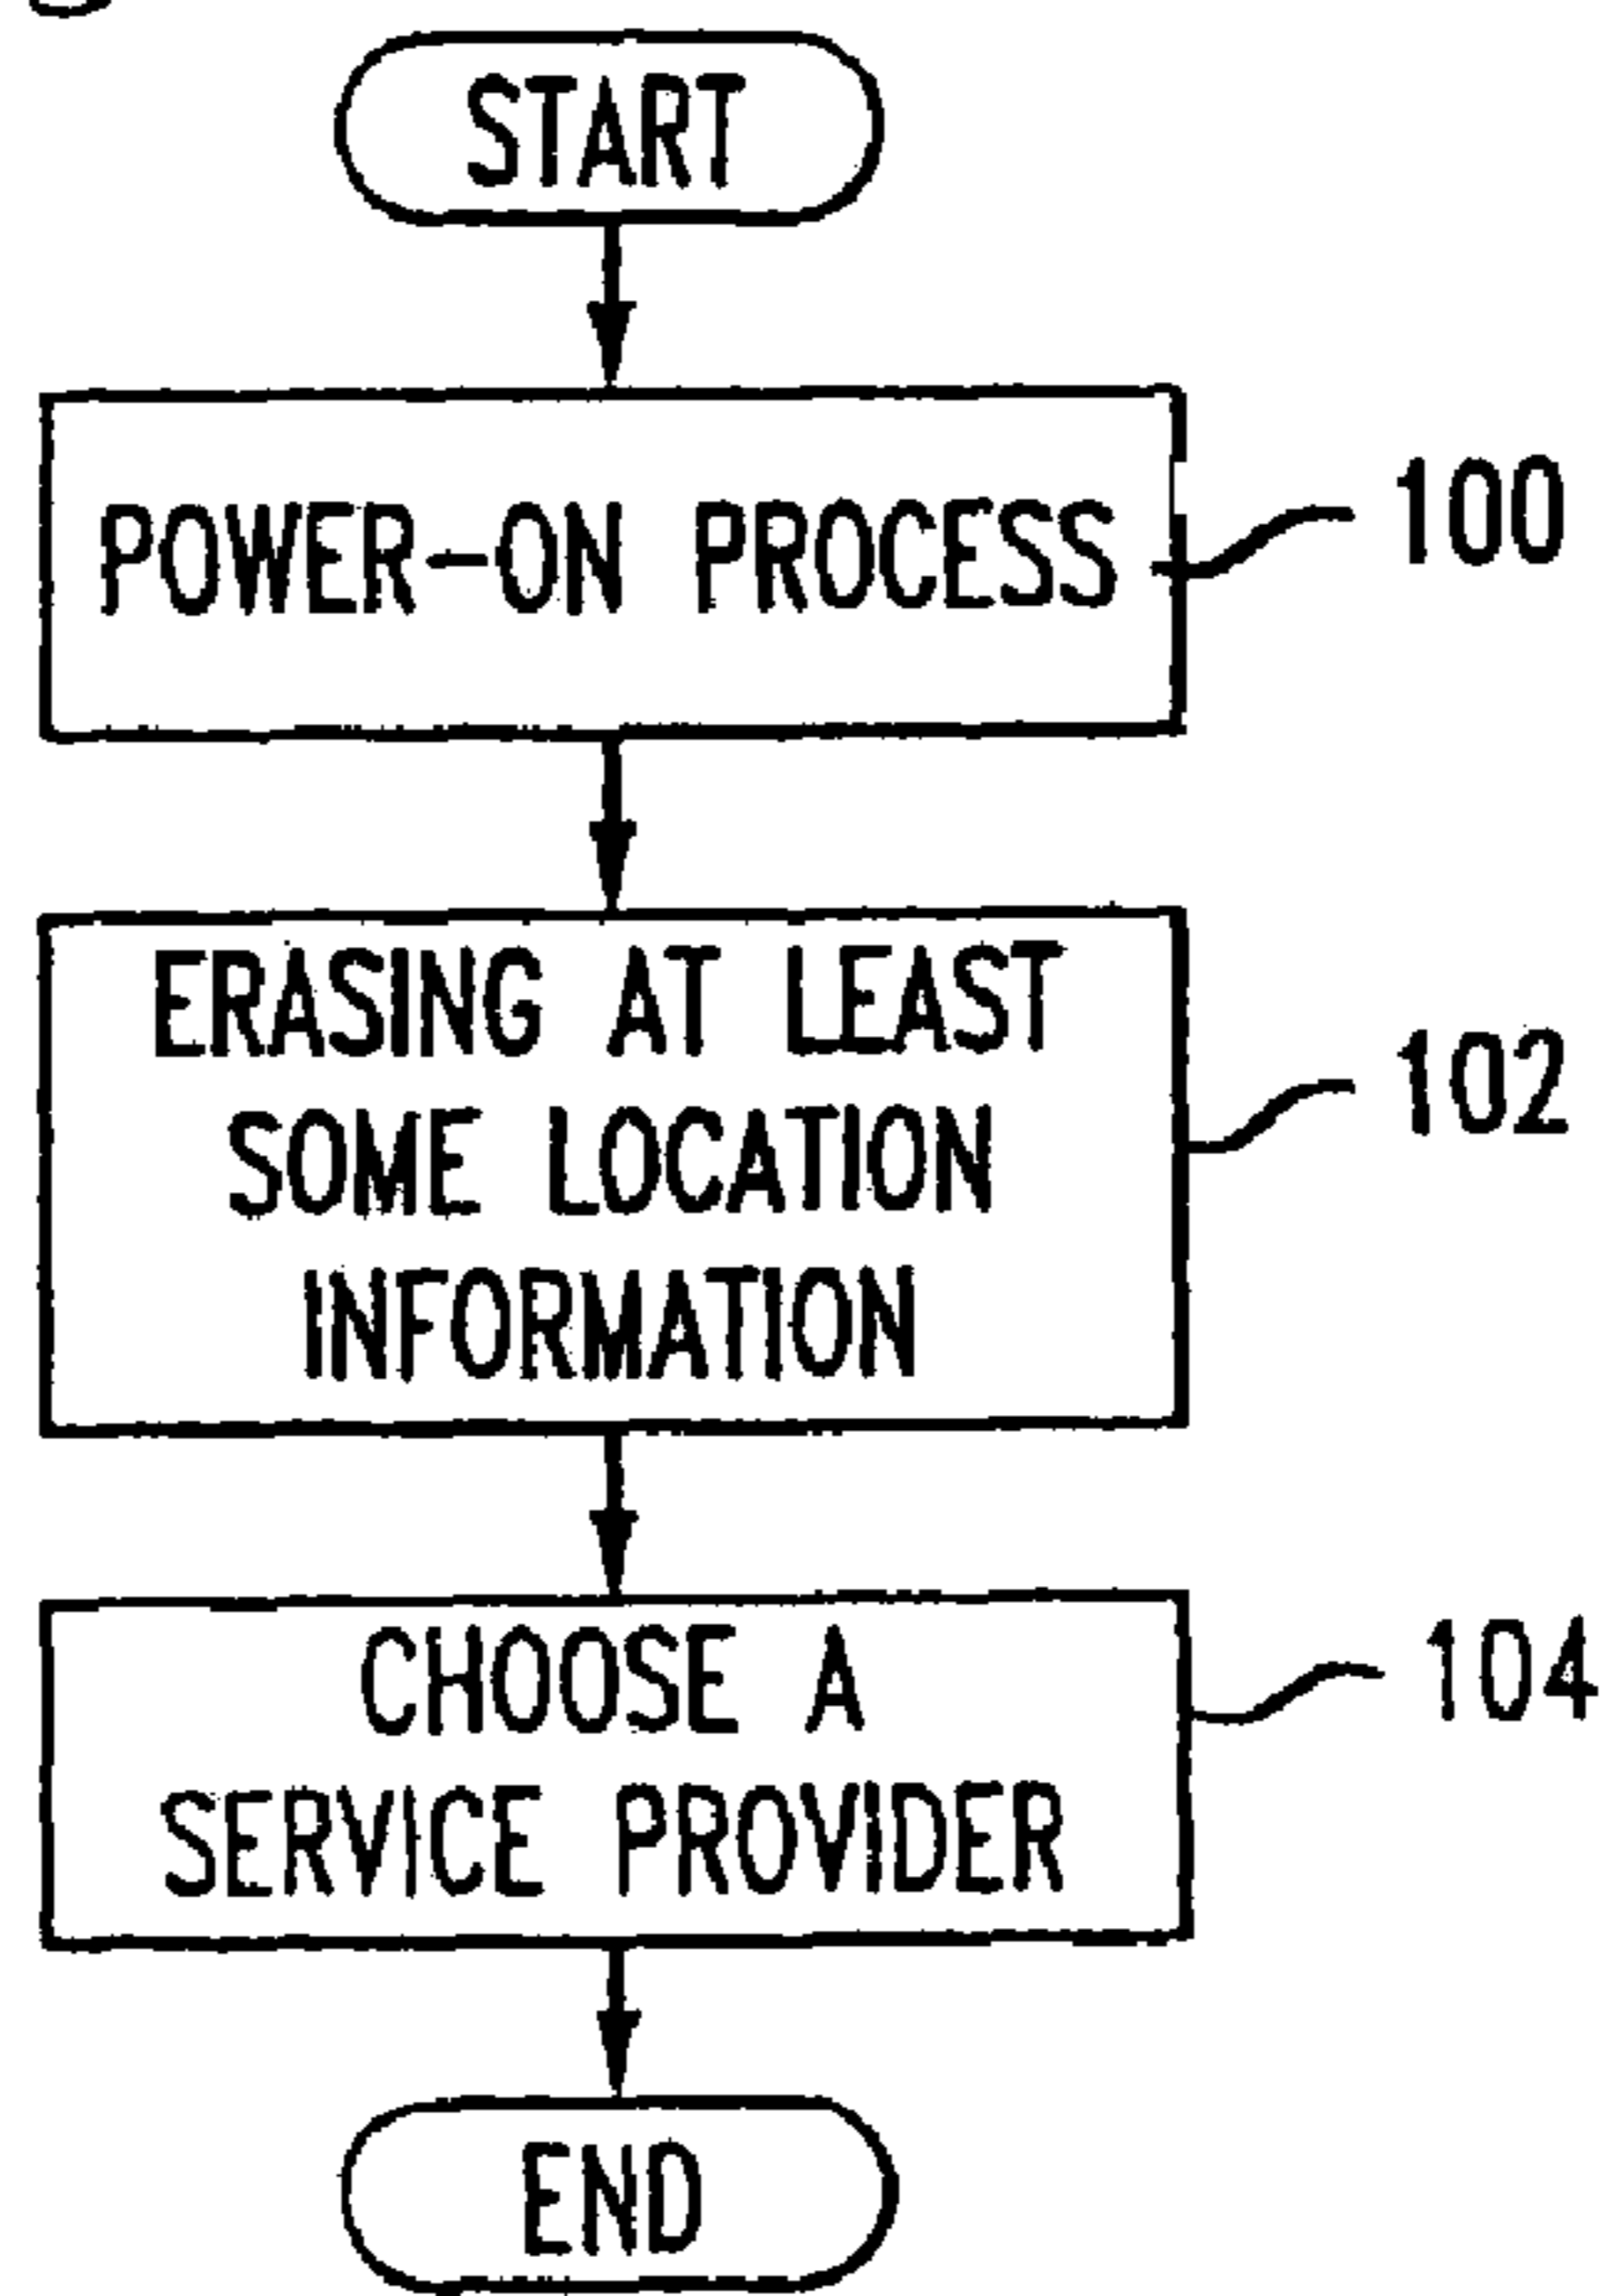 START
POWER-ON PROCESS
100
ERASING AT LEAST
SOME LOCATION
INFORMATION
102
CHOOSE A
SERVICE PROVIDER
104
END